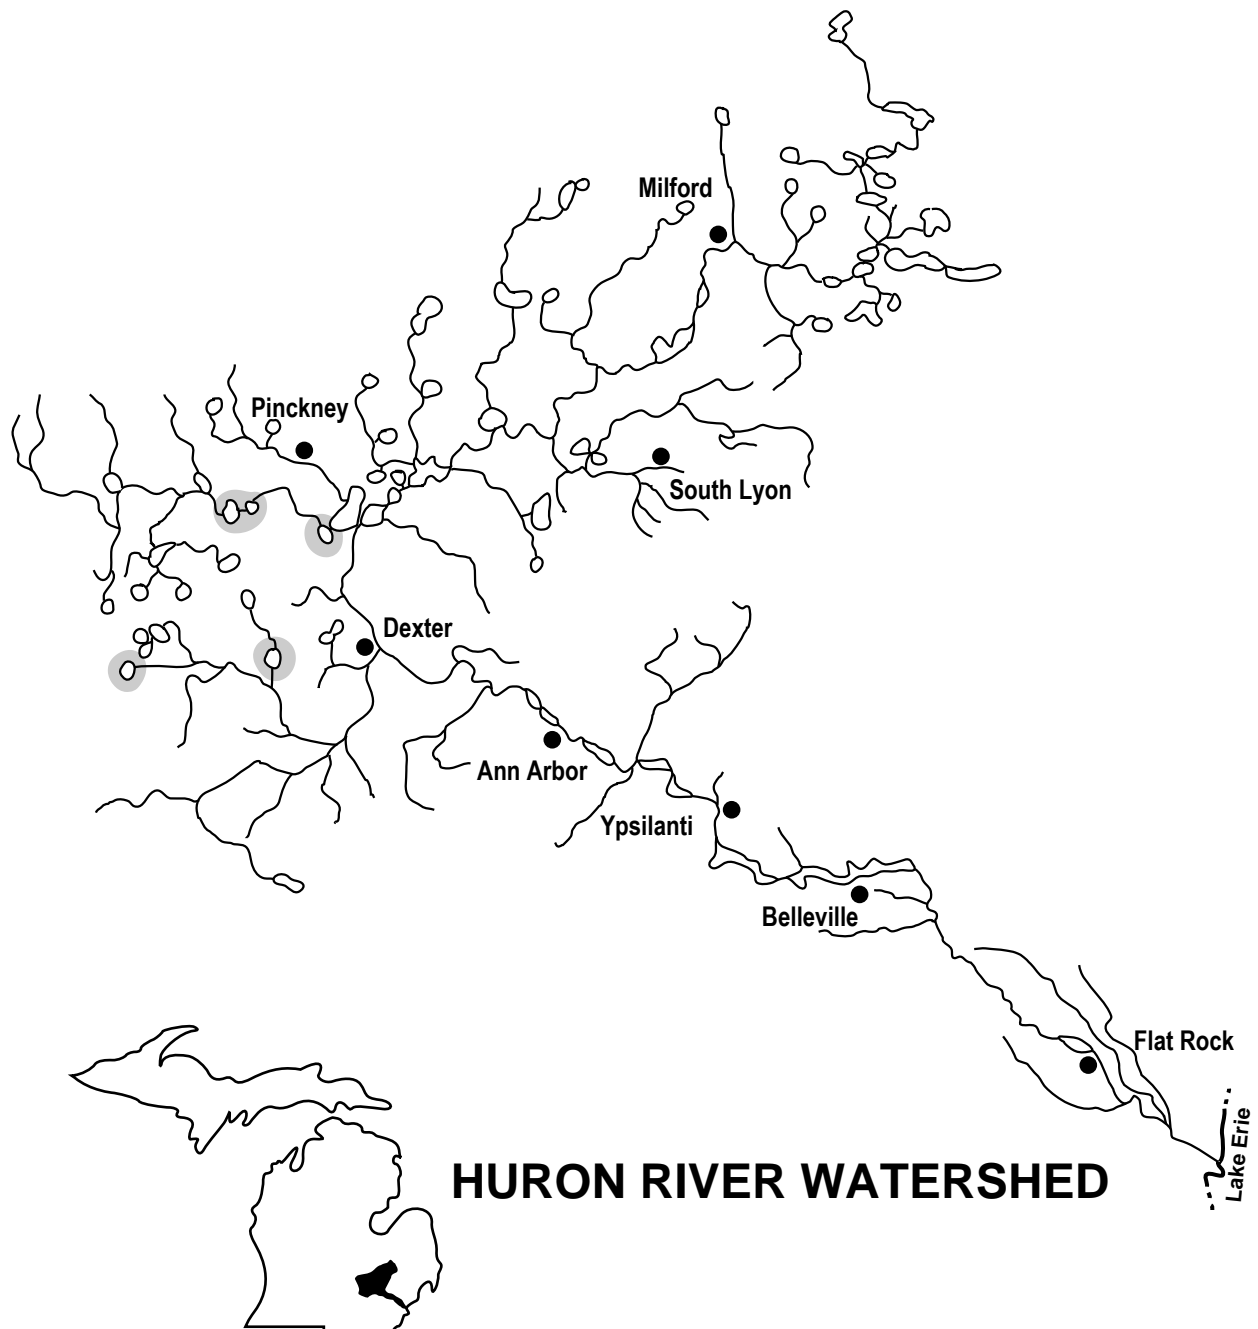 Milford
Pinckney
South Lyon
Dexter
Ann Arbor
Ypsilanti
Belleville
Flat Rock
Lake Erie
HURON RIVER WATERSHED